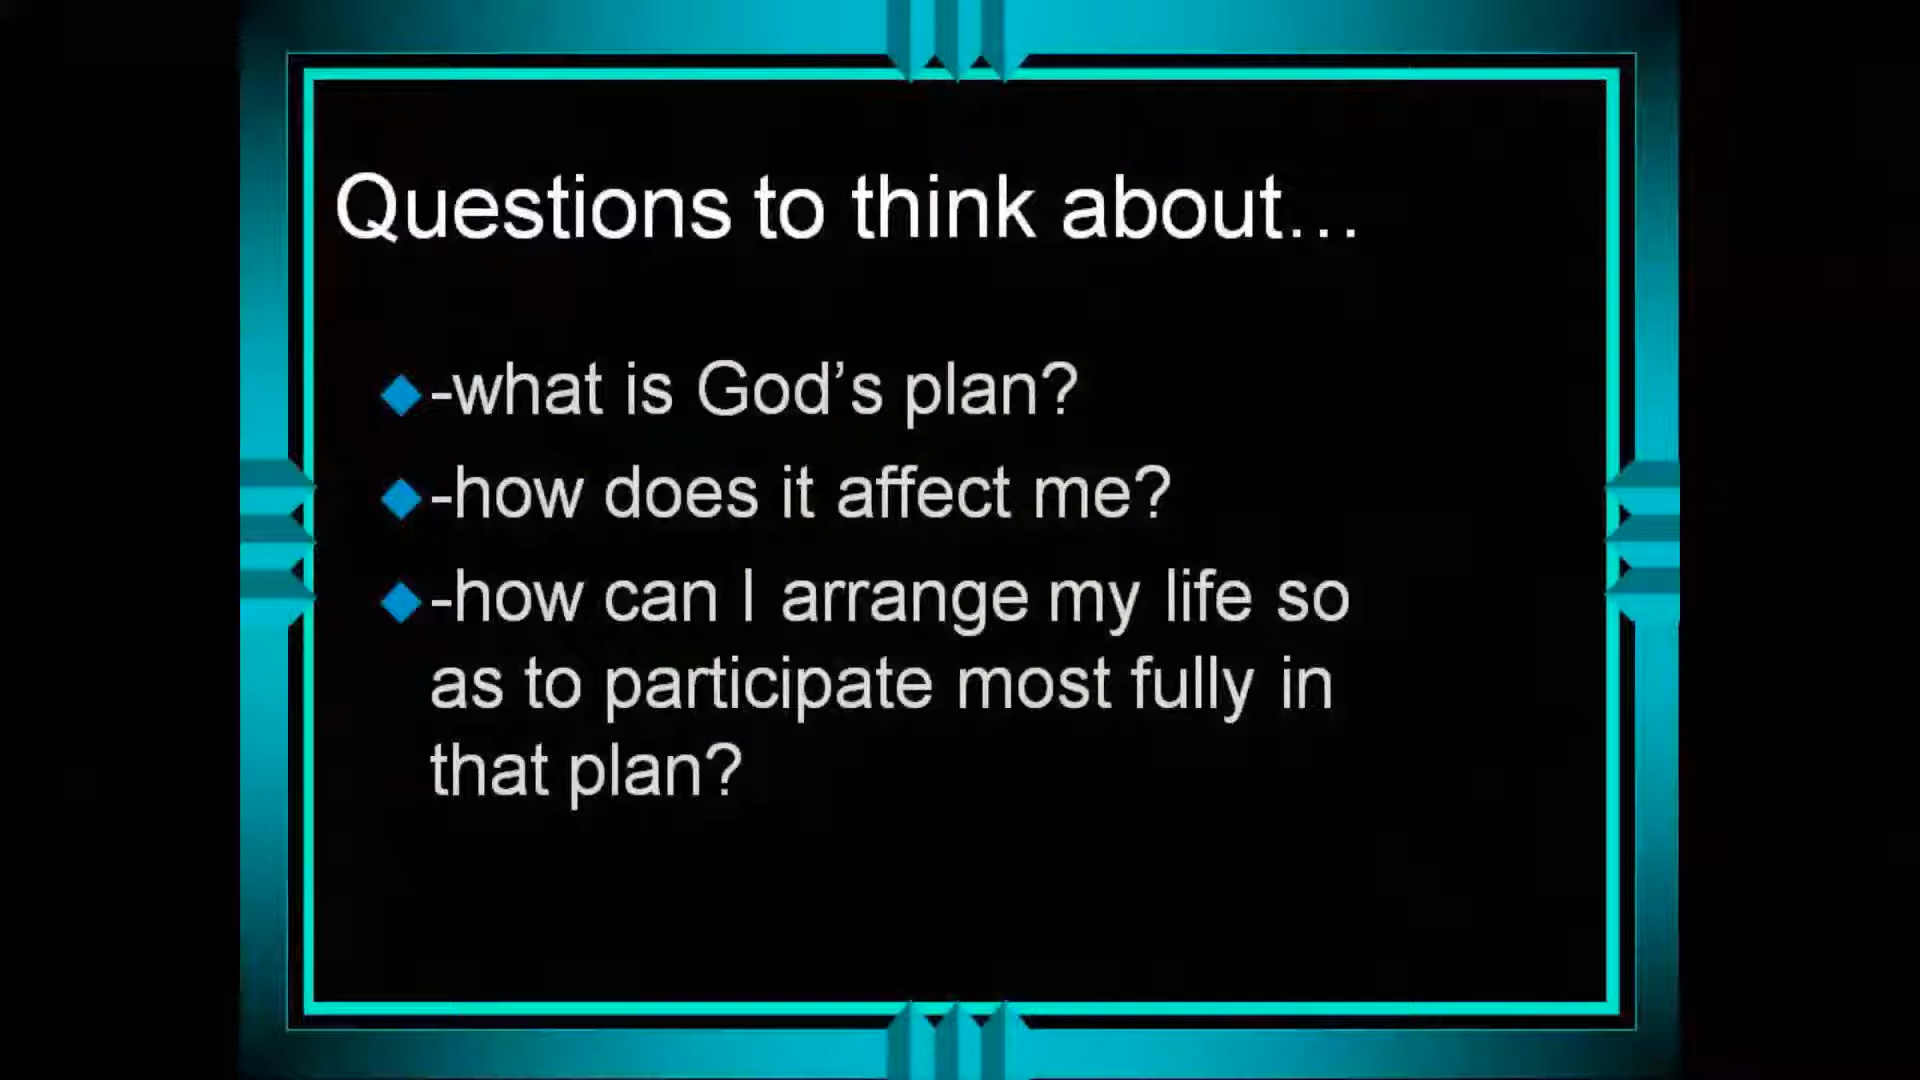 Questions to think about…
-what is God’s plan?
-how does it affect me?
-how can I arrange my life so
as to participate most fully in
that plan?